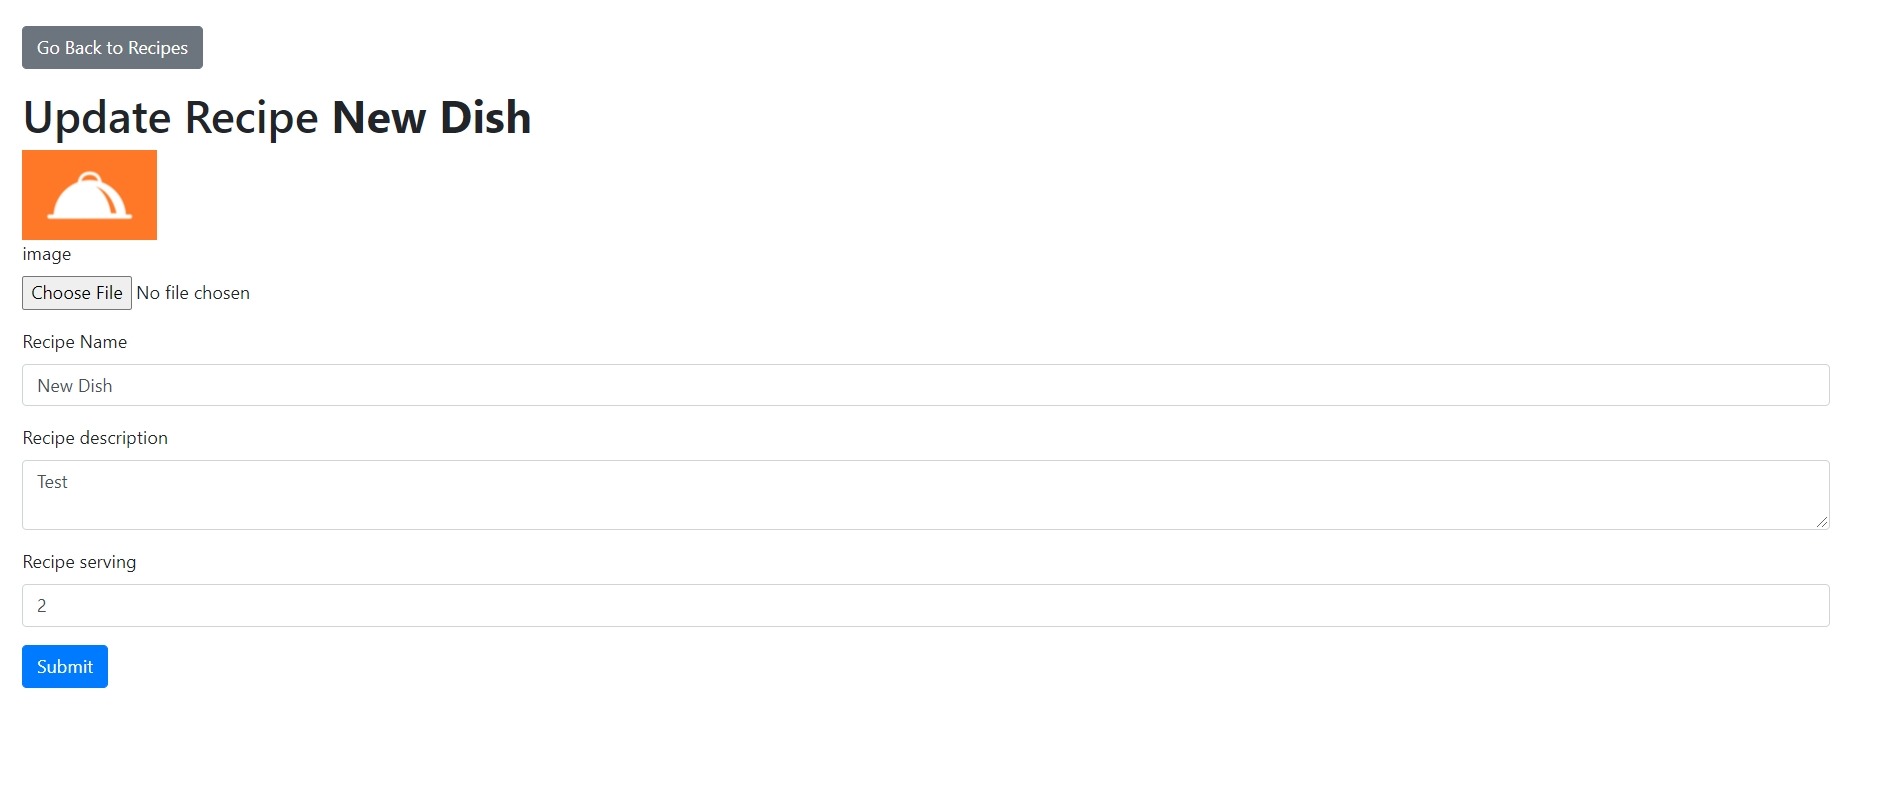 Go Back to Recipes
Update Recipe New Dish
image
Choose File No file chosen
Recipe Name
New Dish
Recipe description
Test
Recipe serving
2
Submit